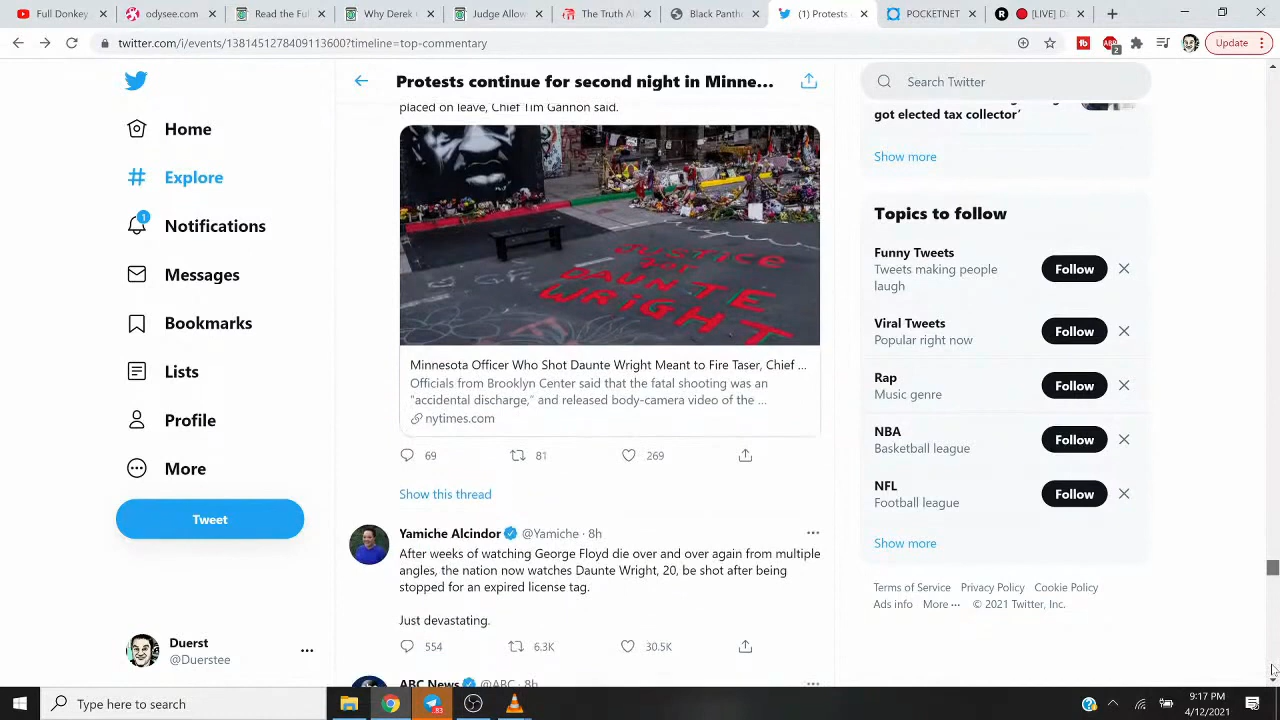 Full Donke
odysee.com
Read the fu
Why Derek
Judge Allow
The Truth Al
Black Panth
(1) Protests
POCKETNET
[LIVE] D
twitter.com/i/events/1381451278409113600?timeline=top-commentary
2
Update
Home
Explore
1
Notifications
Messages
Bookmarks
Lists
Profile
More
Tweet
Duerst
@Duerstee
Protests continue for second night in Minne...
placed on leave, Chief Tim Gannon said.
JUSTICE
FOR
DAUNTE
WRIGHT
Minnesota Officer Who Shot Daunte Wright Meant to Fire Taser, Chief ...
Officials from Brooklyn Center said that the fatal shooting was an
"accidental discharge," and released body-camera video of the ...
nytimes.com
69 81 269
Show this thread
Yamiche Alcindor @Yamiche · 8h
After weeks of watching George Floyd die over and over again from multiple
angles, the nation now watches Daunte Wright, 20, be shot after being
stopped for an expired license tag.
Just devastating.
554 6.3K 30.5K
ABC News @ABC · 8h
Search Twitter
got elected tax collector'
Show more
Topics to follow
Funny Tweets
Tweets making people
laugh
Follow
Viral Tweets
Popular right now
Follow
Rap
Music genre
Follow
NBA
Basketball league
Follow
NFL
Football league
Follow
Show more
Terms of Service Privacy Policy Cookie Policy
Ads info More ··· © 2021 Twitter, Inc.
Type here to search
9:17 PM
4/12/2021